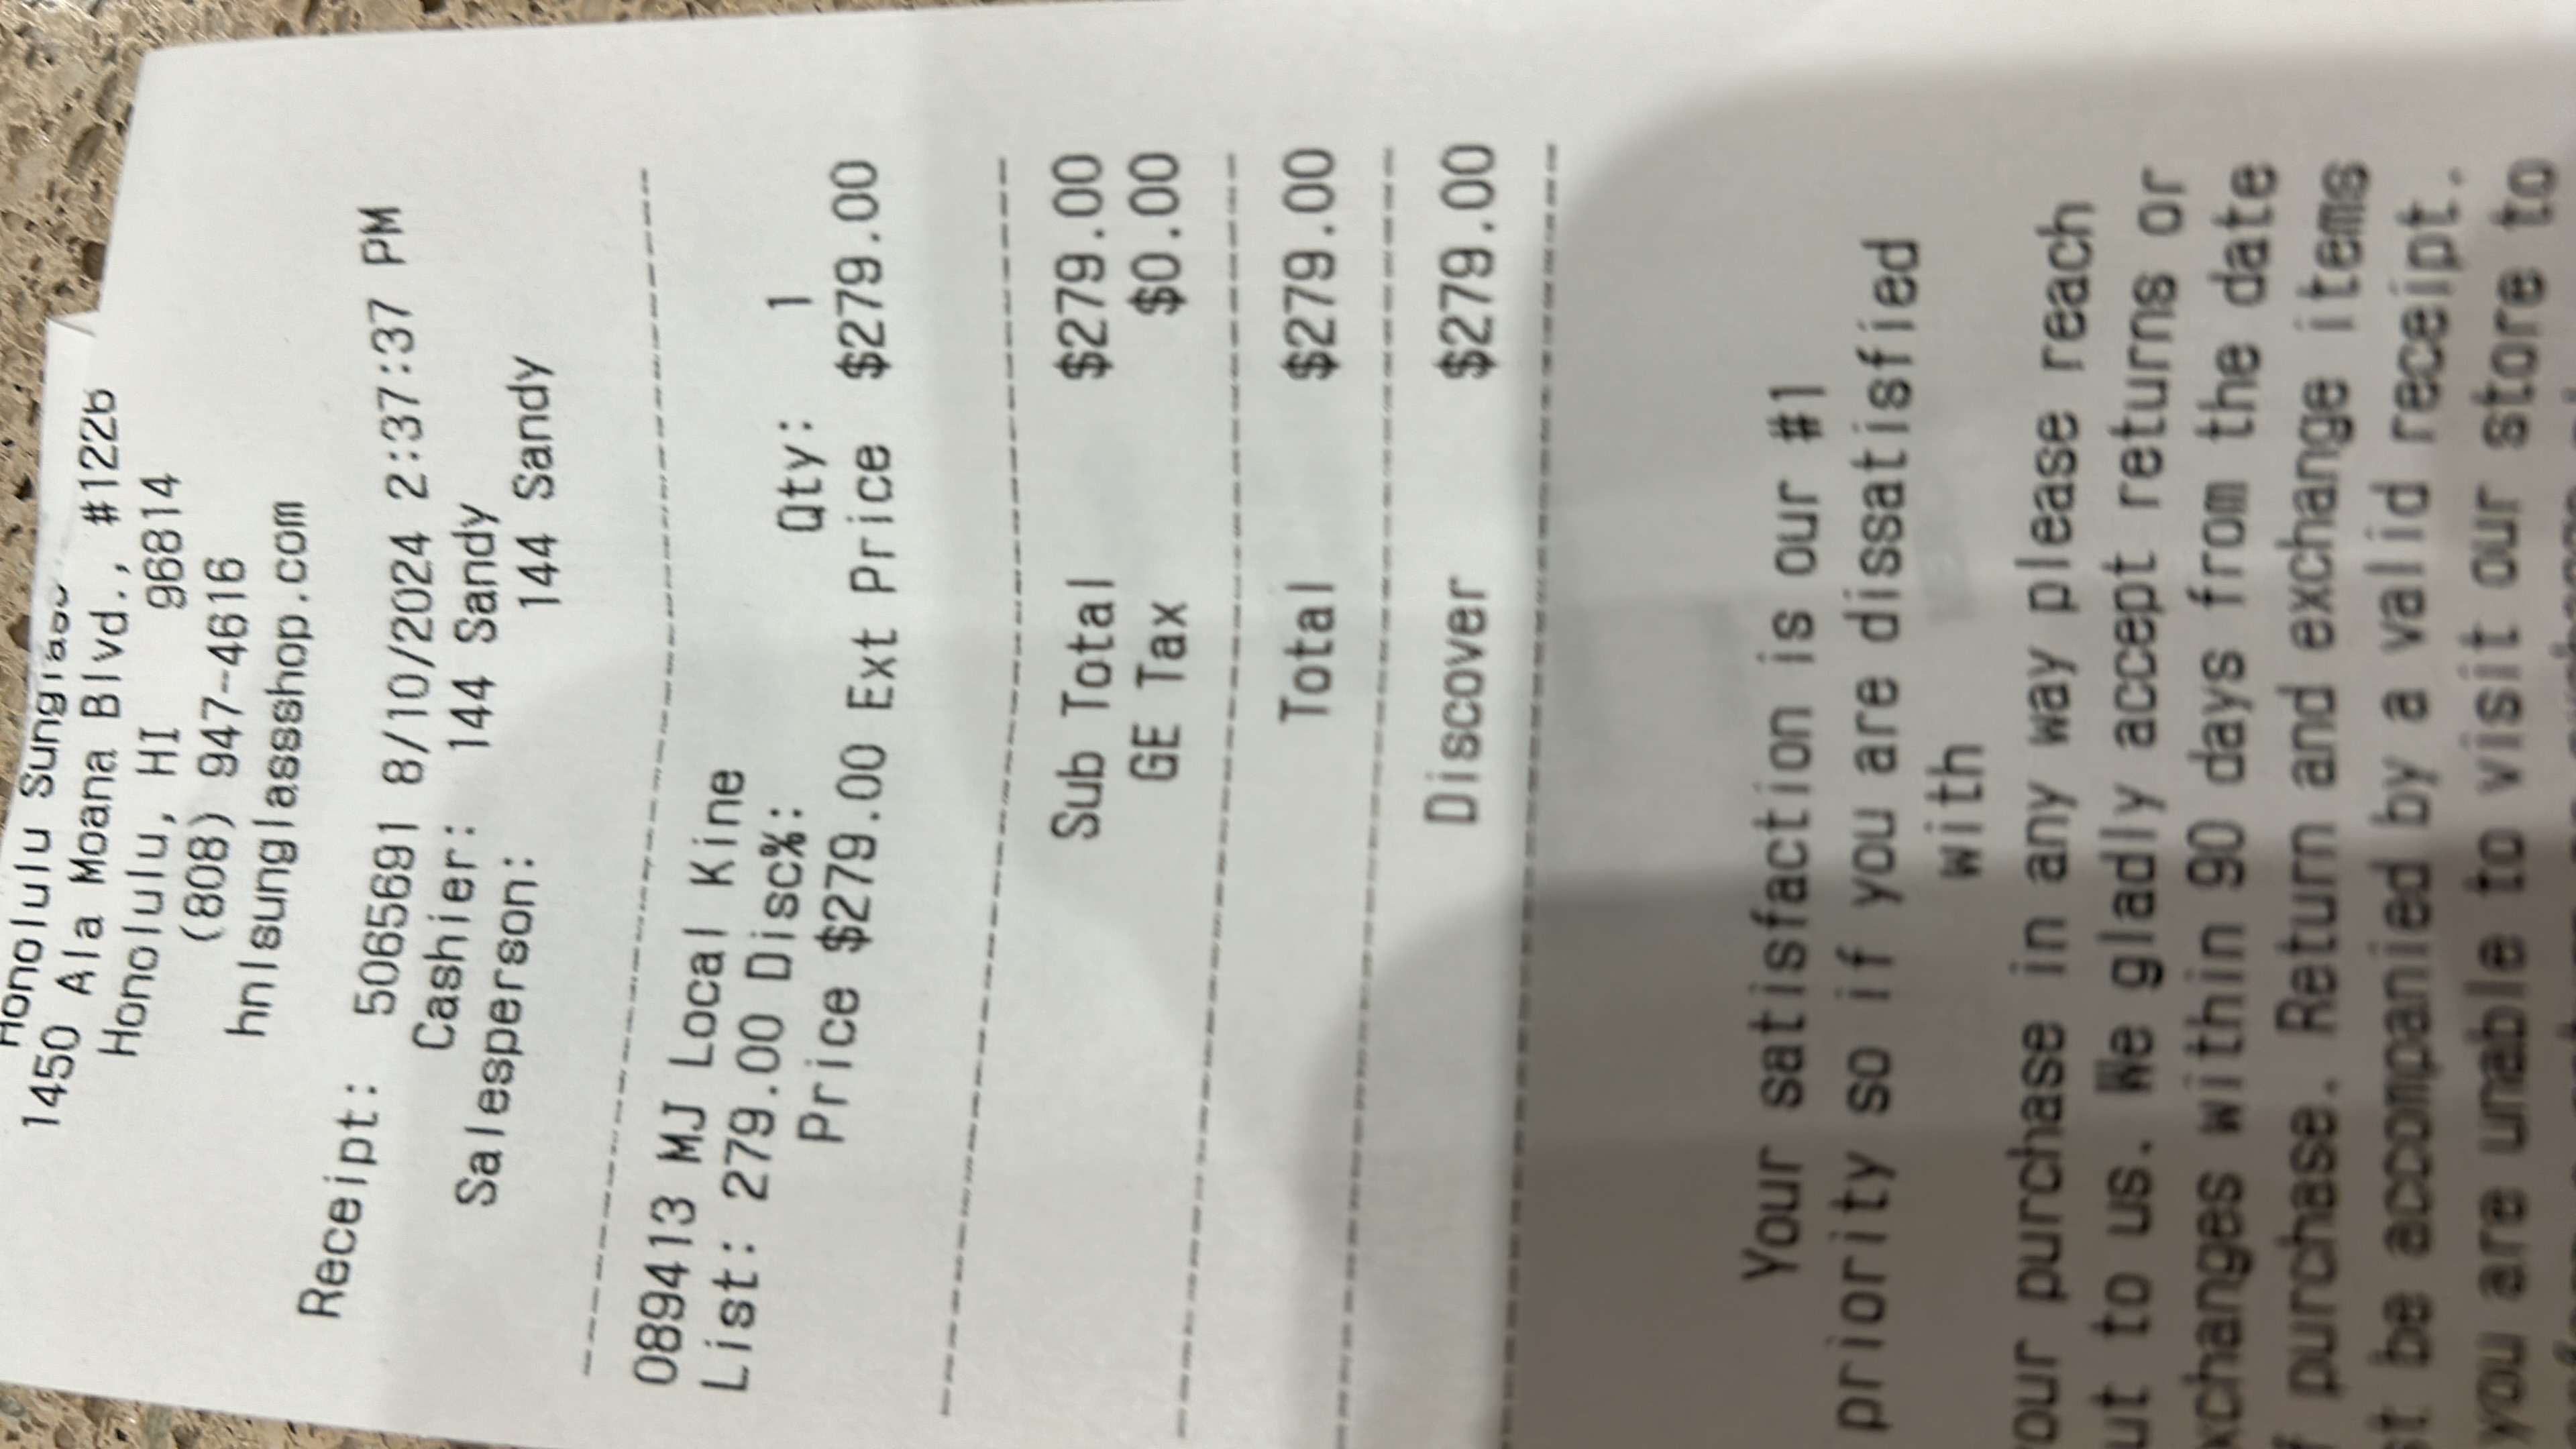 Honolulu
1450 Ala Moana Blvd., #1226
Honolulu, HI 96814
(808) 947-4616
hnlsunglassshop.com
Receipt: 5065691 8/10/2024 2:37:37 PM
Cashier: 144 Sandy
Salesperson: 144 Sandy
089413 MJ Local Kine
List: 279.00 Disc%: Qty: 1
Price $279.00 Ext Price $279.00
Sub Total $279.00
GE Tax $0.00
Total $279.00
Discover $279.00
Your satisfaction is our #1
priority so if you are dissatisfied
with
your purchase in any way please reach
out to us. We gladly accept returns or
exchanges within 90 days from the date
purchase. Return and exchange items
be accompanied by a valid receipt.
you are unable to visit our store to